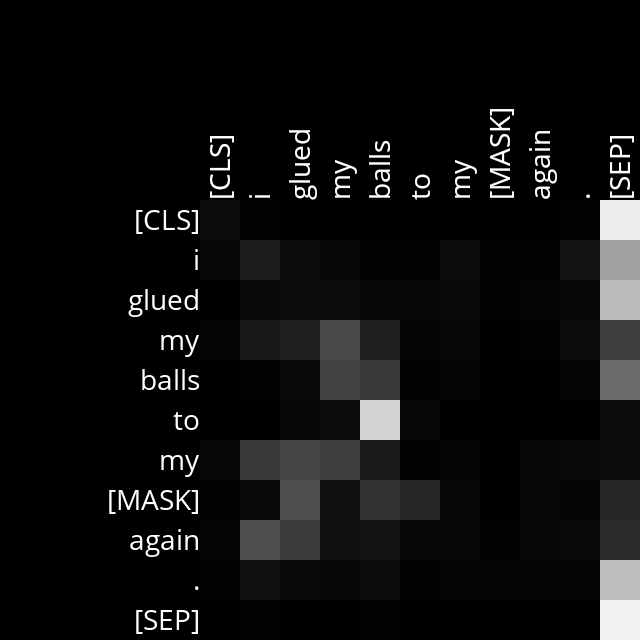 [CLS] i glued my balls to my [MASK] again . [SEP]
[CLS]
i
glued
my
balls
to
my
[MASK]
again
.
[SEP]